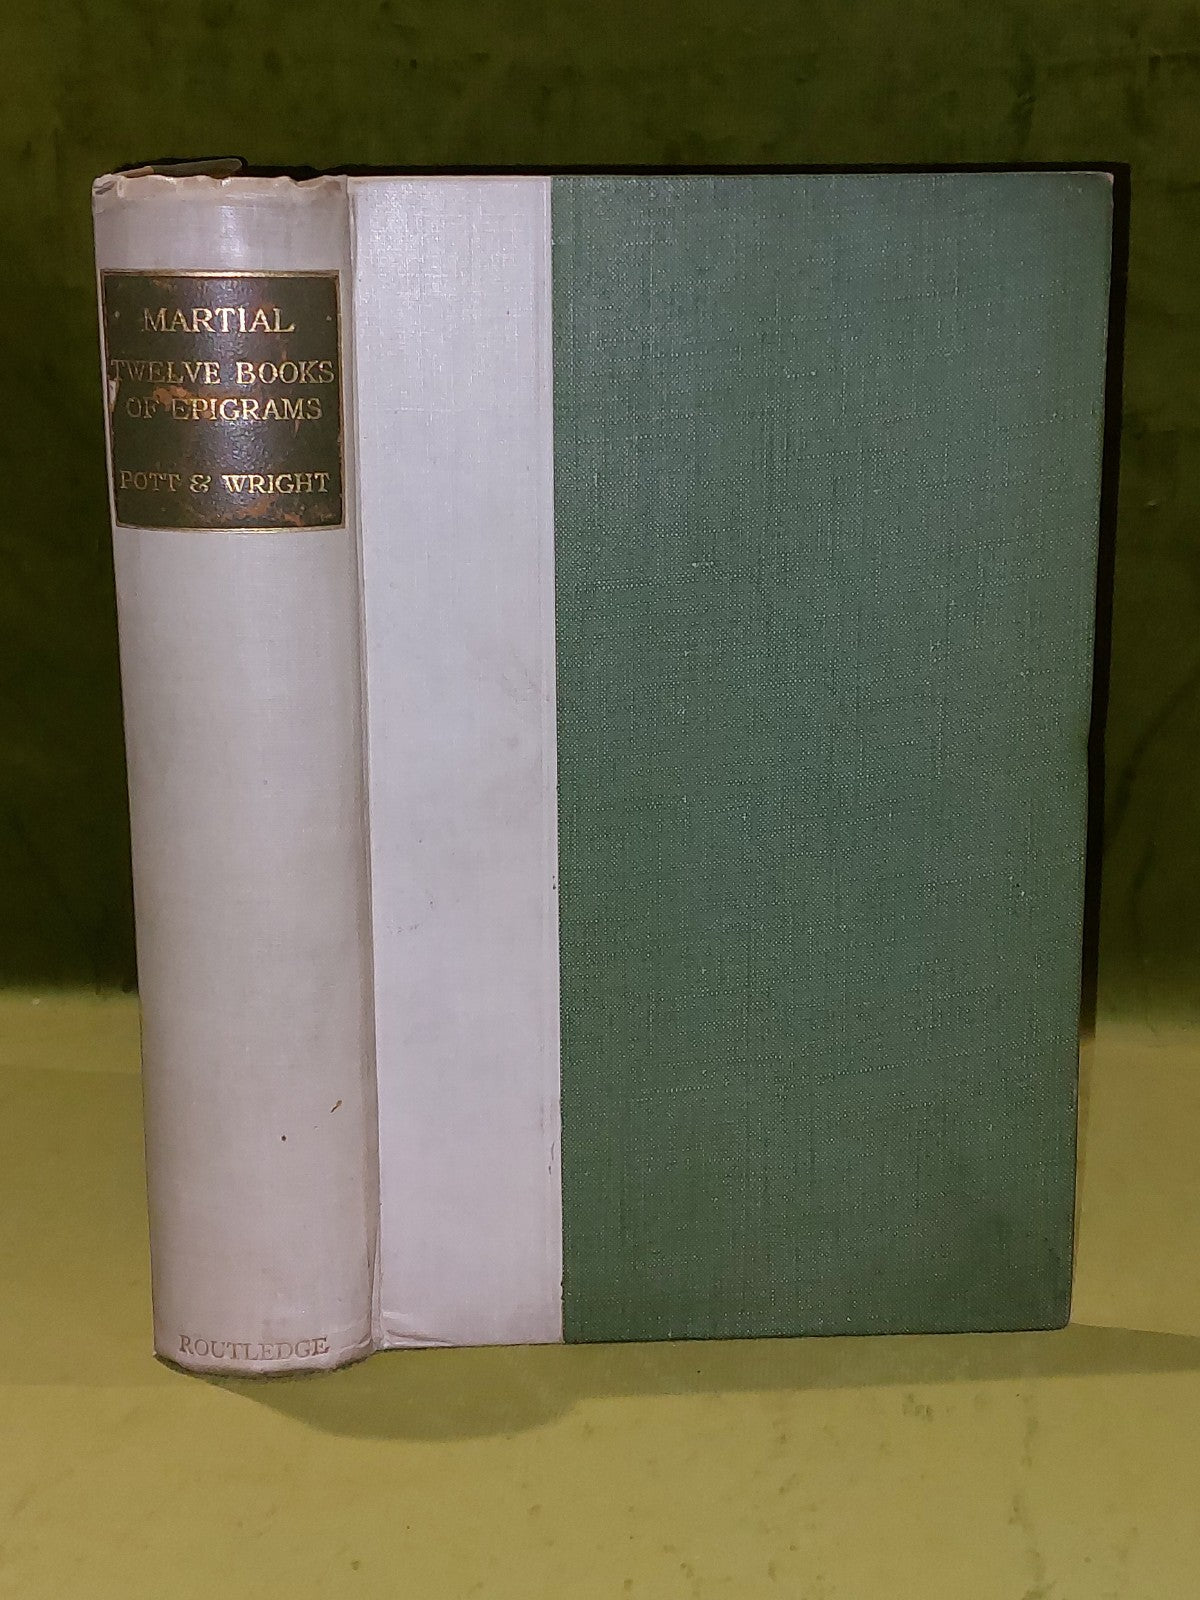 MARTIAL
TWELVE BOOKS
OF EPIGRAMS
POTT & WRIGHT
ROUTLEDGE